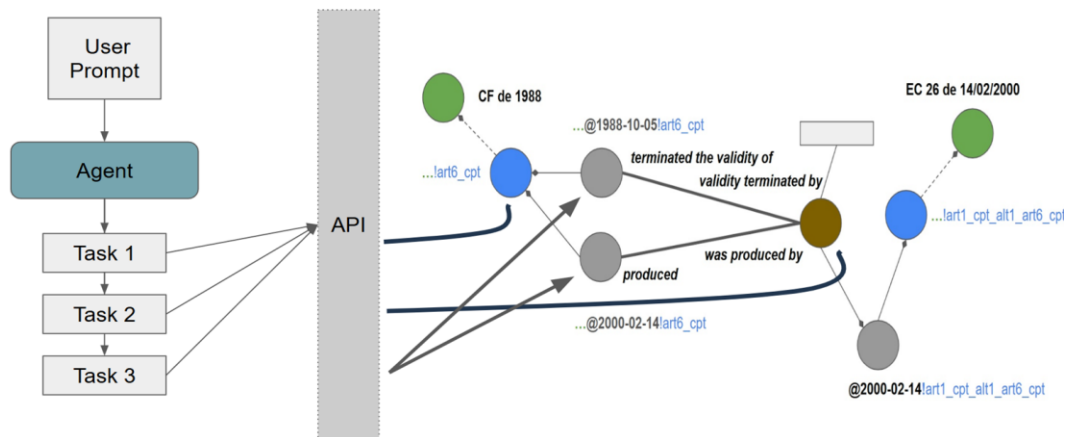 User
Prompt
Agent
Task 1
Task 2
Task 3
API
CF de 1988
...@1988-10-05!art6_cpt
...!art6_cpt
terminated the validity of
validity terminated by
produced
was produced by
...@2000-02-14!art6_cpt
EC 26 de 14/02/2000
...!art1_cpt_alt1_art6_cpt
@2000-02-14!art1_cpt_alt1_art6_cpt